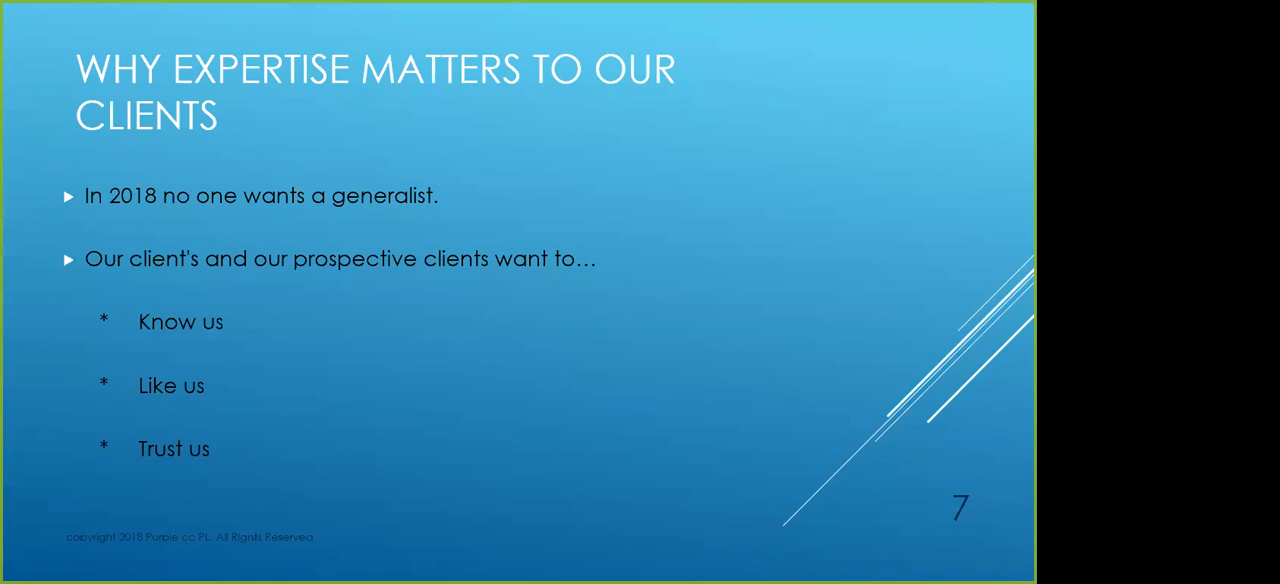 WHY EXPERTISE MATTERS TO OUR
CLIENTS
In 2018 no one wants a generalist.
Our client's and our prospective clients want to...
* Know us
* Like us
* Trust us
7
copyright 2018 Purple co PL. All Rights Reserved